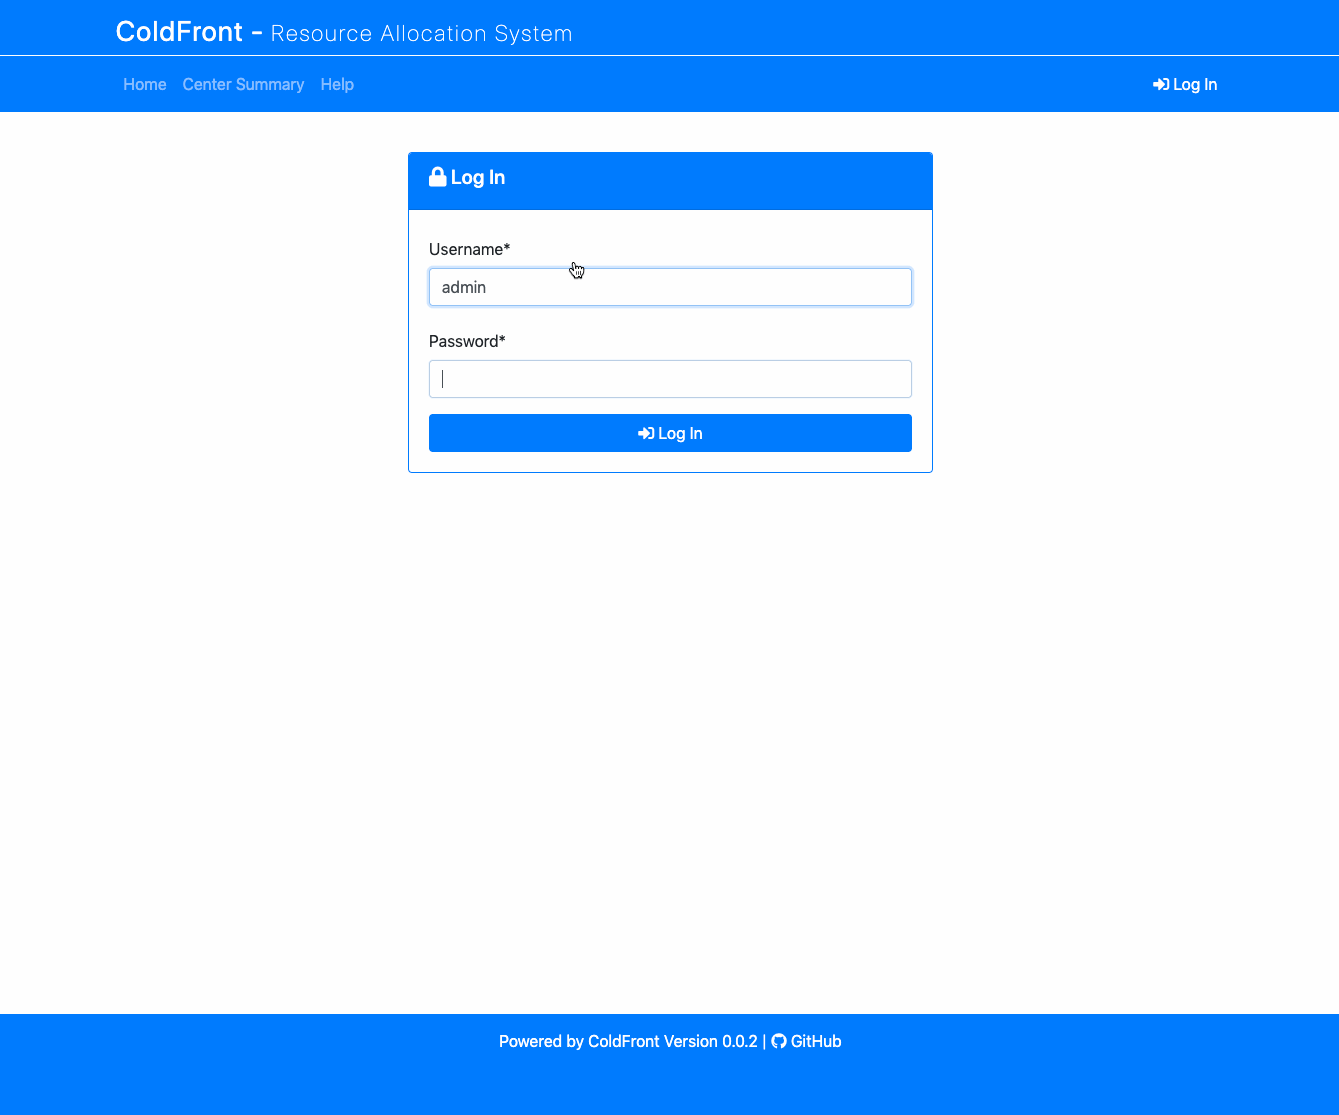 ColdFront - Resource Allocation System
Home Center Summary Help Log In
Log In
Username*
admin
Password*
Log In
Powered by ColdFront Version 0.0.2 | GitHub